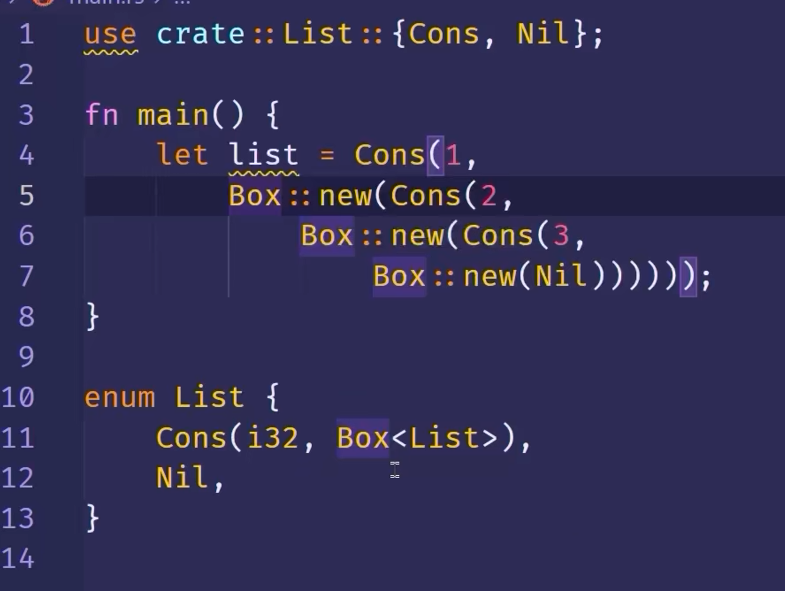 main.rs > ...
1 use crate::List::{Cons, Nil};
2
3 fn main() {
4     let list = Cons(1,
5         Box::new(Cons(2,
6             Box::new(Cons(3,
7                 Box::new(Nil))))));
8 }
9
10 enum List {
11     Cons(i32, Box<List>),
12     Nil,
13 }
14